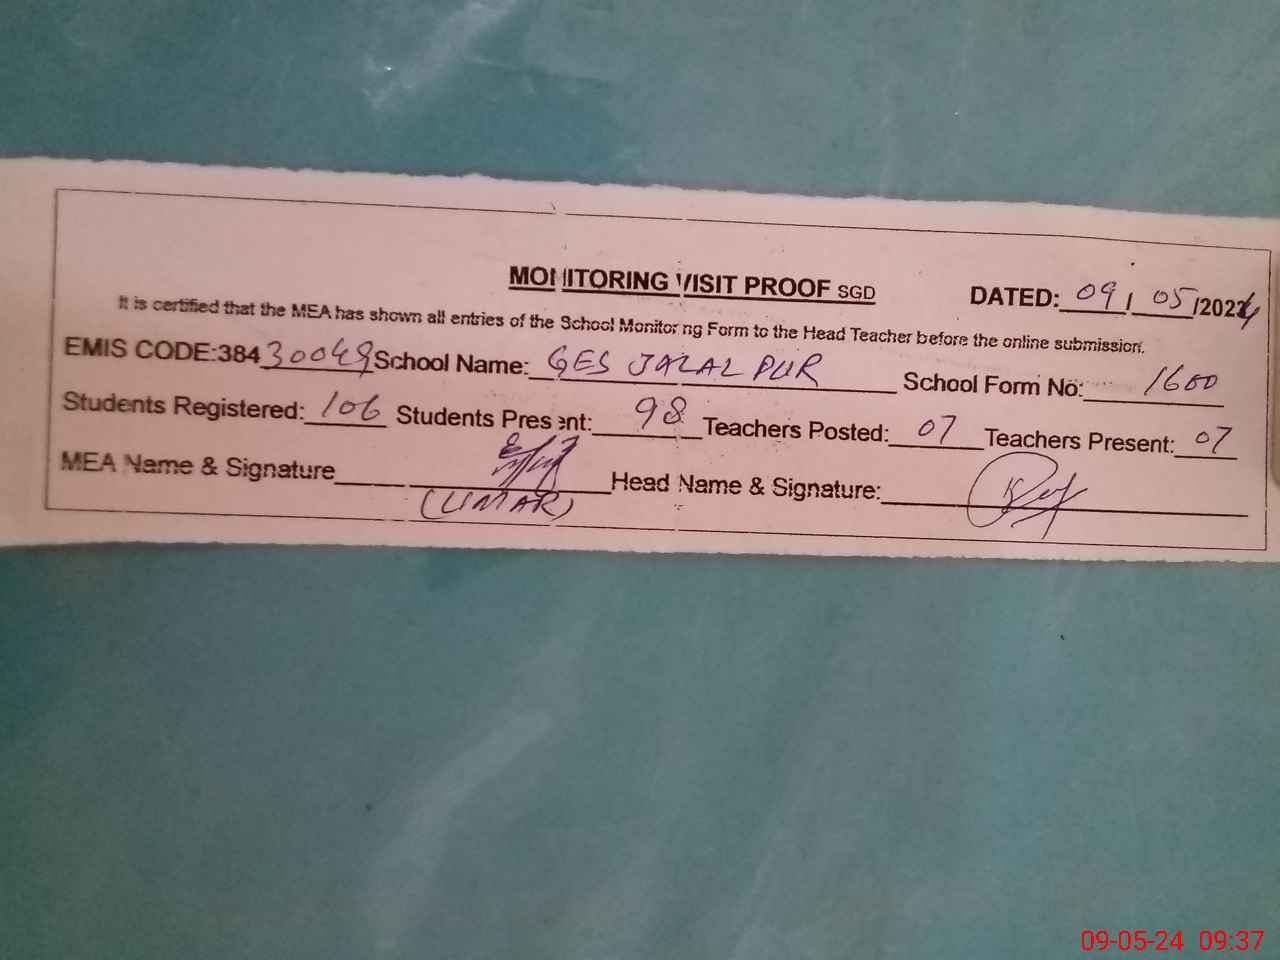 MONITORING VISIT PROOF SGD
DATED: 09/05/2024
It is certified that the MEA has shown all entries of the School Monitoring Form to the Head Teacher before the online submission.
EMIS CODE:38430049 School Name: GES JALAL PUR School Form No: 1600
Students Registered: 106 Students Present: 98 Teachers Posted: 07 Teachers Present: 07
MEA Name & Signature Head Name & Signature:
(UMAR)
09-05-24 09:37